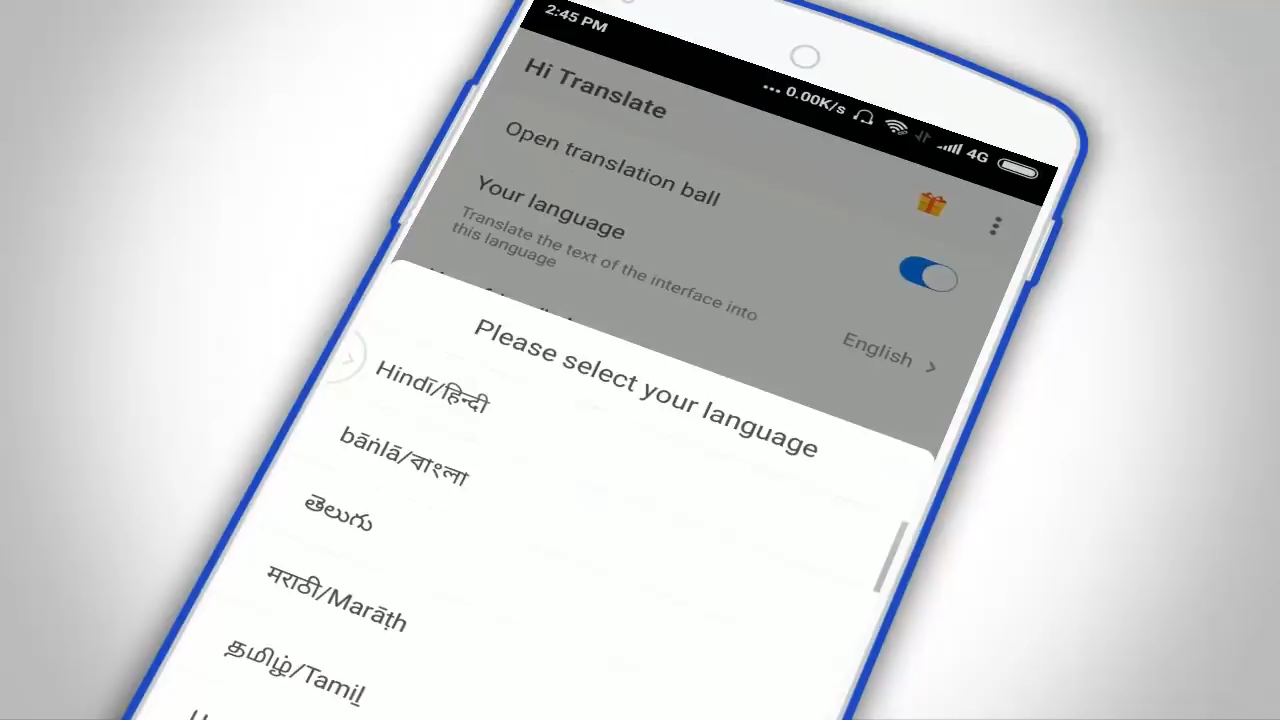 2:45 PM
... 0.00K/s
4G
Hi Translate
Open translation ball
Your language
Translate the text of the interface into
this language
English >
Please select your language
Hindī/हिन्दी
bāṅlā/বাংলা
తెలుగు
मराठी/Marāṭh
தமிழ்/Tamiḻ